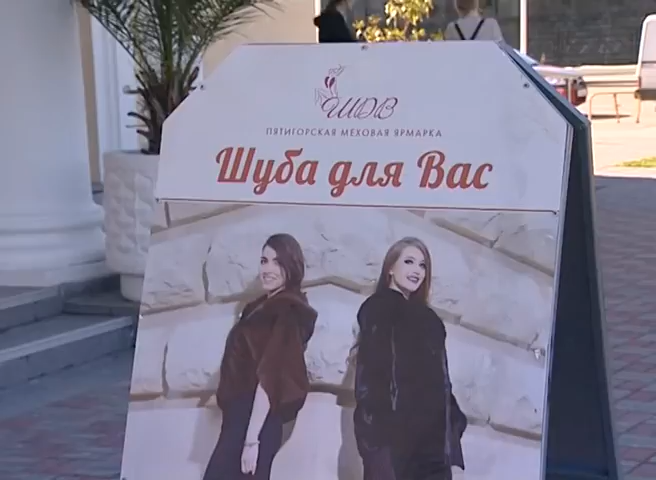 ШДВ
ПЯТИГОРСКАЯ МЕХОВАЯ ЯРМАРКА
Шуба для Вас